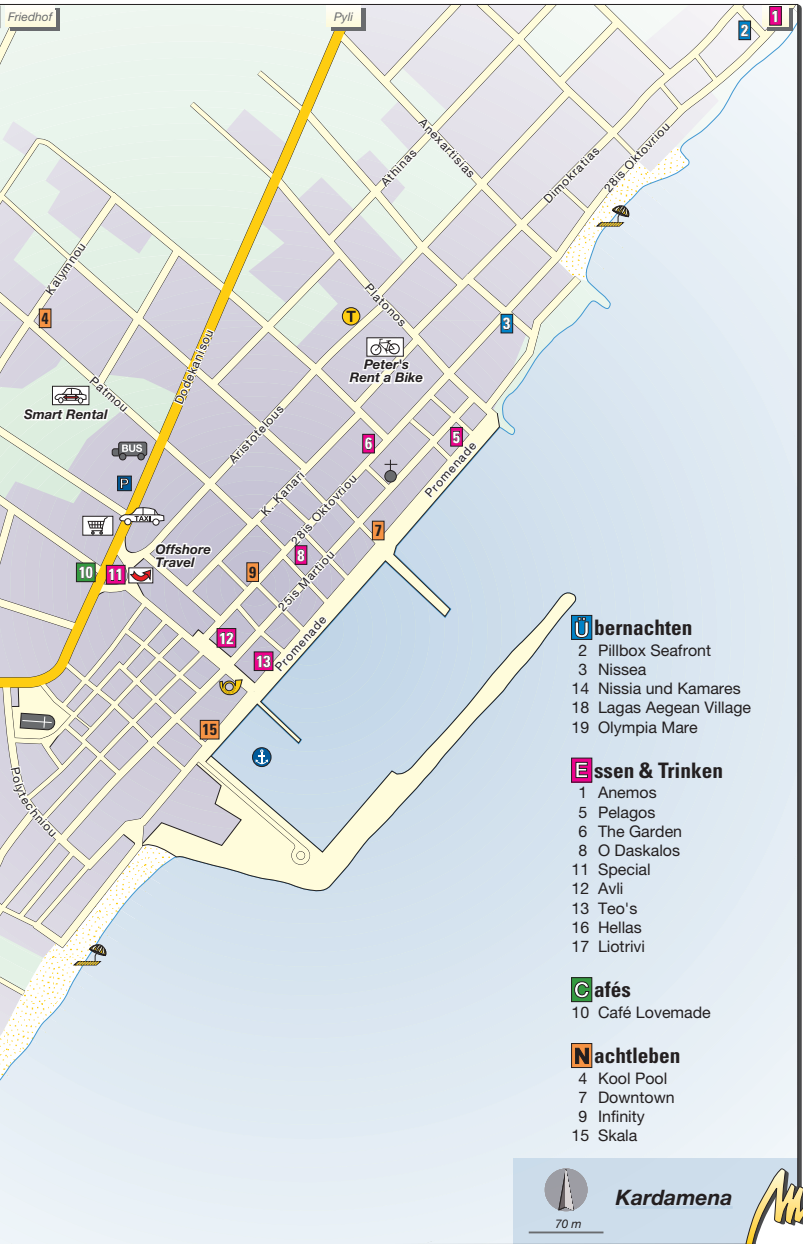 Friedhof
Pyli
1
2
Anexartisias
Athinas
Dimokratias
28is Oktovriou
Kalymnou
4
T
Platonos
3
Dodekanisou
Peter's
Rent a Bike
Patmou
Smart Rental
Aristotelous
BUS
6
5
P
K. Kanari
28is Oktovriou
Promenade
TAXI
7
Offshore
Travel
8
10
11
9
25is Martiou
12
13
Promenade
15
Polytechniou
Übernachten
2 Pillbox Seafront
3 Nissea
14 Nissia und Kamares
18 Lagas Aegean Village
19 Olympia Mare
Essen & Trinken
1 Anemos
5 Pelagos
6 The Garden
8 O Daskalos
11 Special
12 Avli
13 Teo's
16 Hellas
17 Liotrivi
Cafés
10 Café Lovemade
Nachtleben
4 Kool Pool
7 Downtown
9 Infinity
15 Skala
70 m
Kardamena